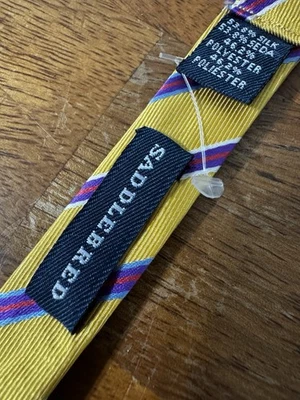 53.8% SILK
53.8% SEDA
46.2%
POLYESTER
46.2%
POLIESTER
SADDLEBRED